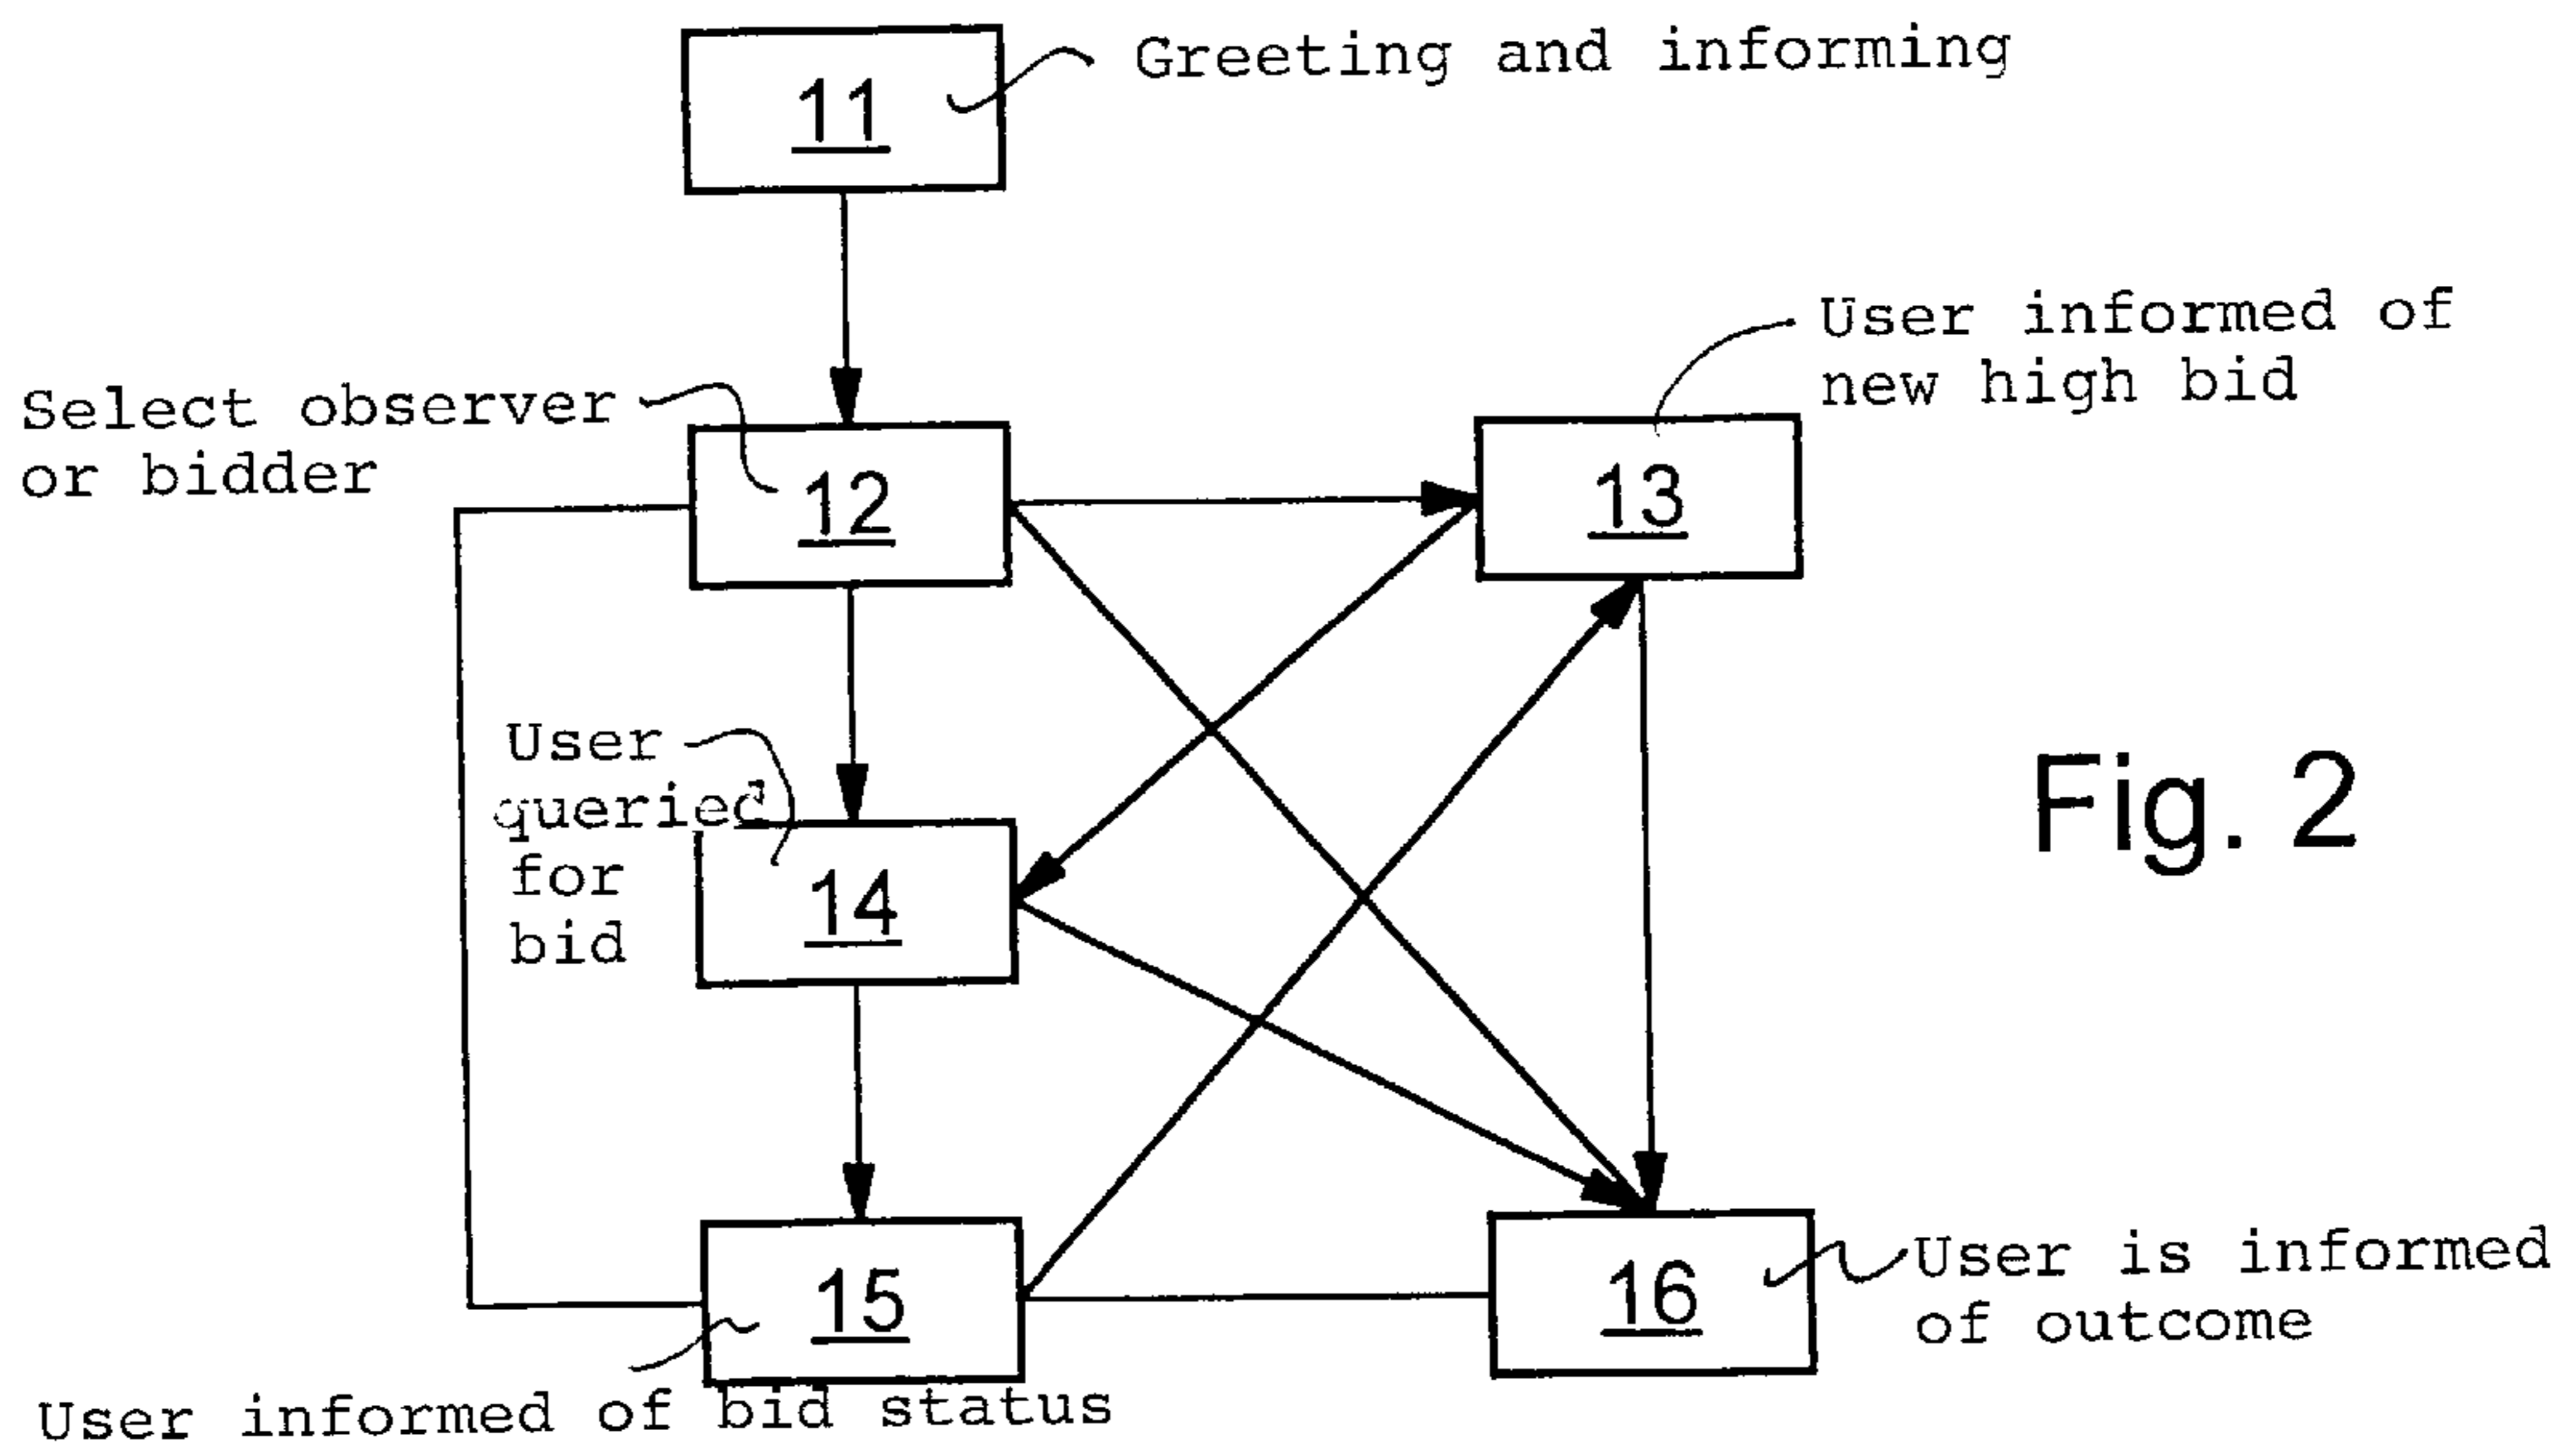 11
Greeting and informing
User informed of
new high bid
Select observer
or bidder
12
13
User
queried
for
bid
14
Fig. 2
15
16
User is informed
of outcome
User informed of bid status